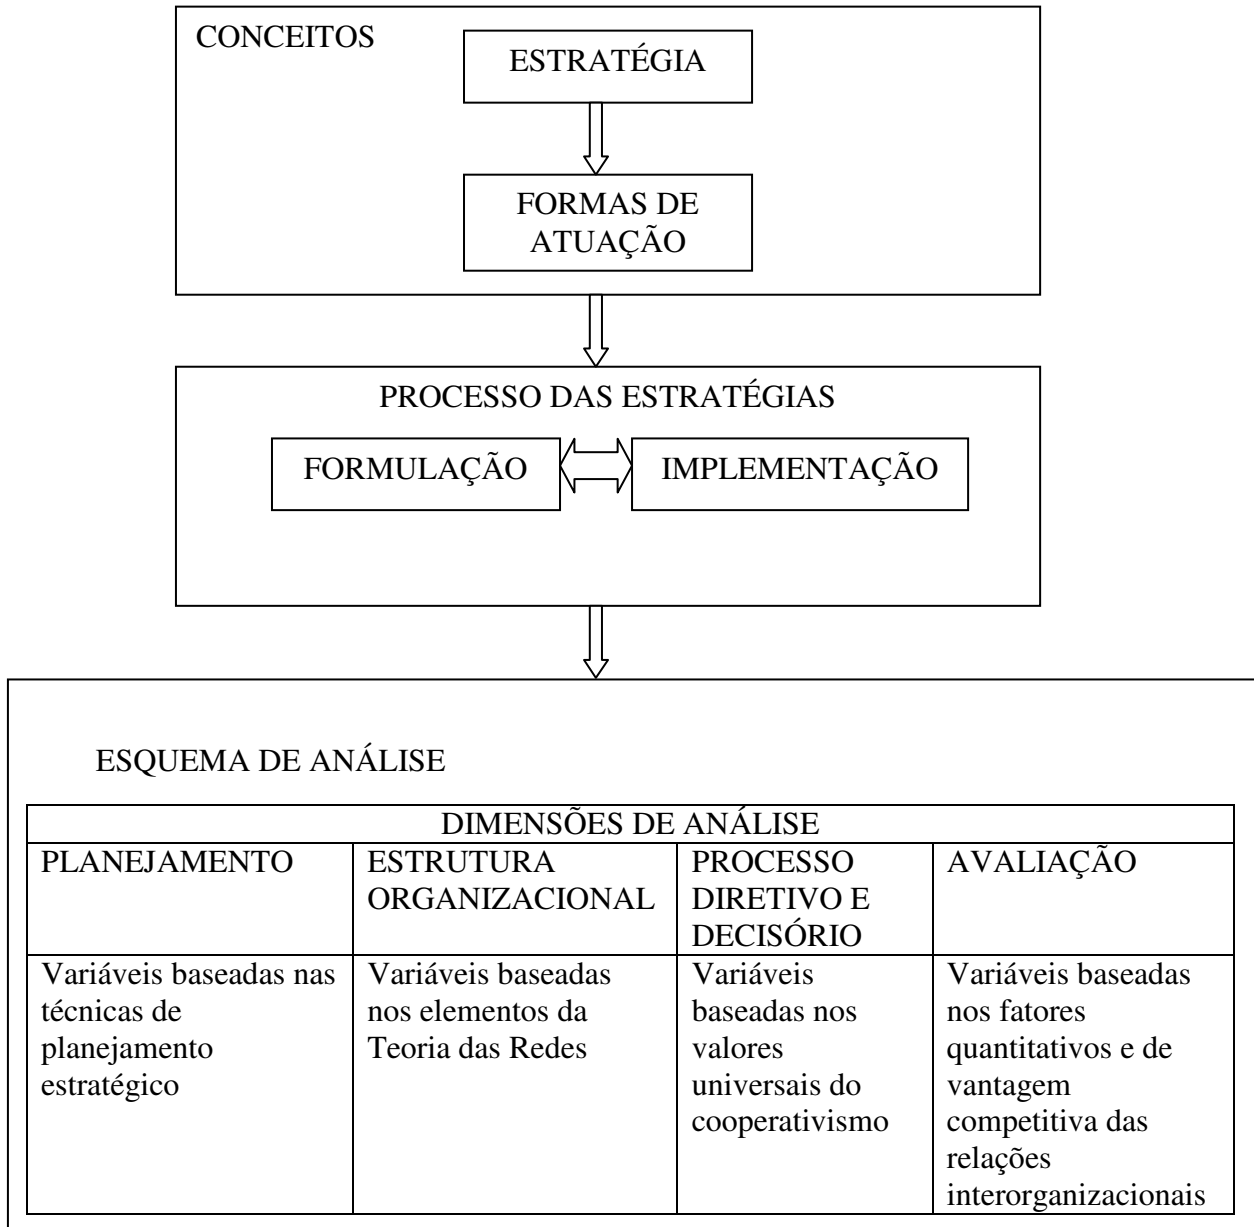 CONCEITOS
ESTRATÉGIA
FORMAS DE
ATUAÇÃO
PROCESSO DAS ESTRATÉGIAS
FORMULAÇÃO
IMPLEMENTAÇÃO
ESQUEMA DE ANÁLISE
DIMENSÕES DE ANÁLISE
PLANEJAMENTO
ESTRUTURA
ORGANIZACIONAL
PROCESSO
DIRETIVO E
DECISÓRIO
AVALIAÇÃO
Variáveis baseadas nas
técnicas de
planejamento
estratégico
Variáveis baseadas
nos elementos da
Teoria das Redes
Variáveis
baseadas nos
valores
universais do
cooperativismo
Variáveis baseadas
nos fatores
quantitativos e de
vantagem
competitiva das
relações
interorganizacionais